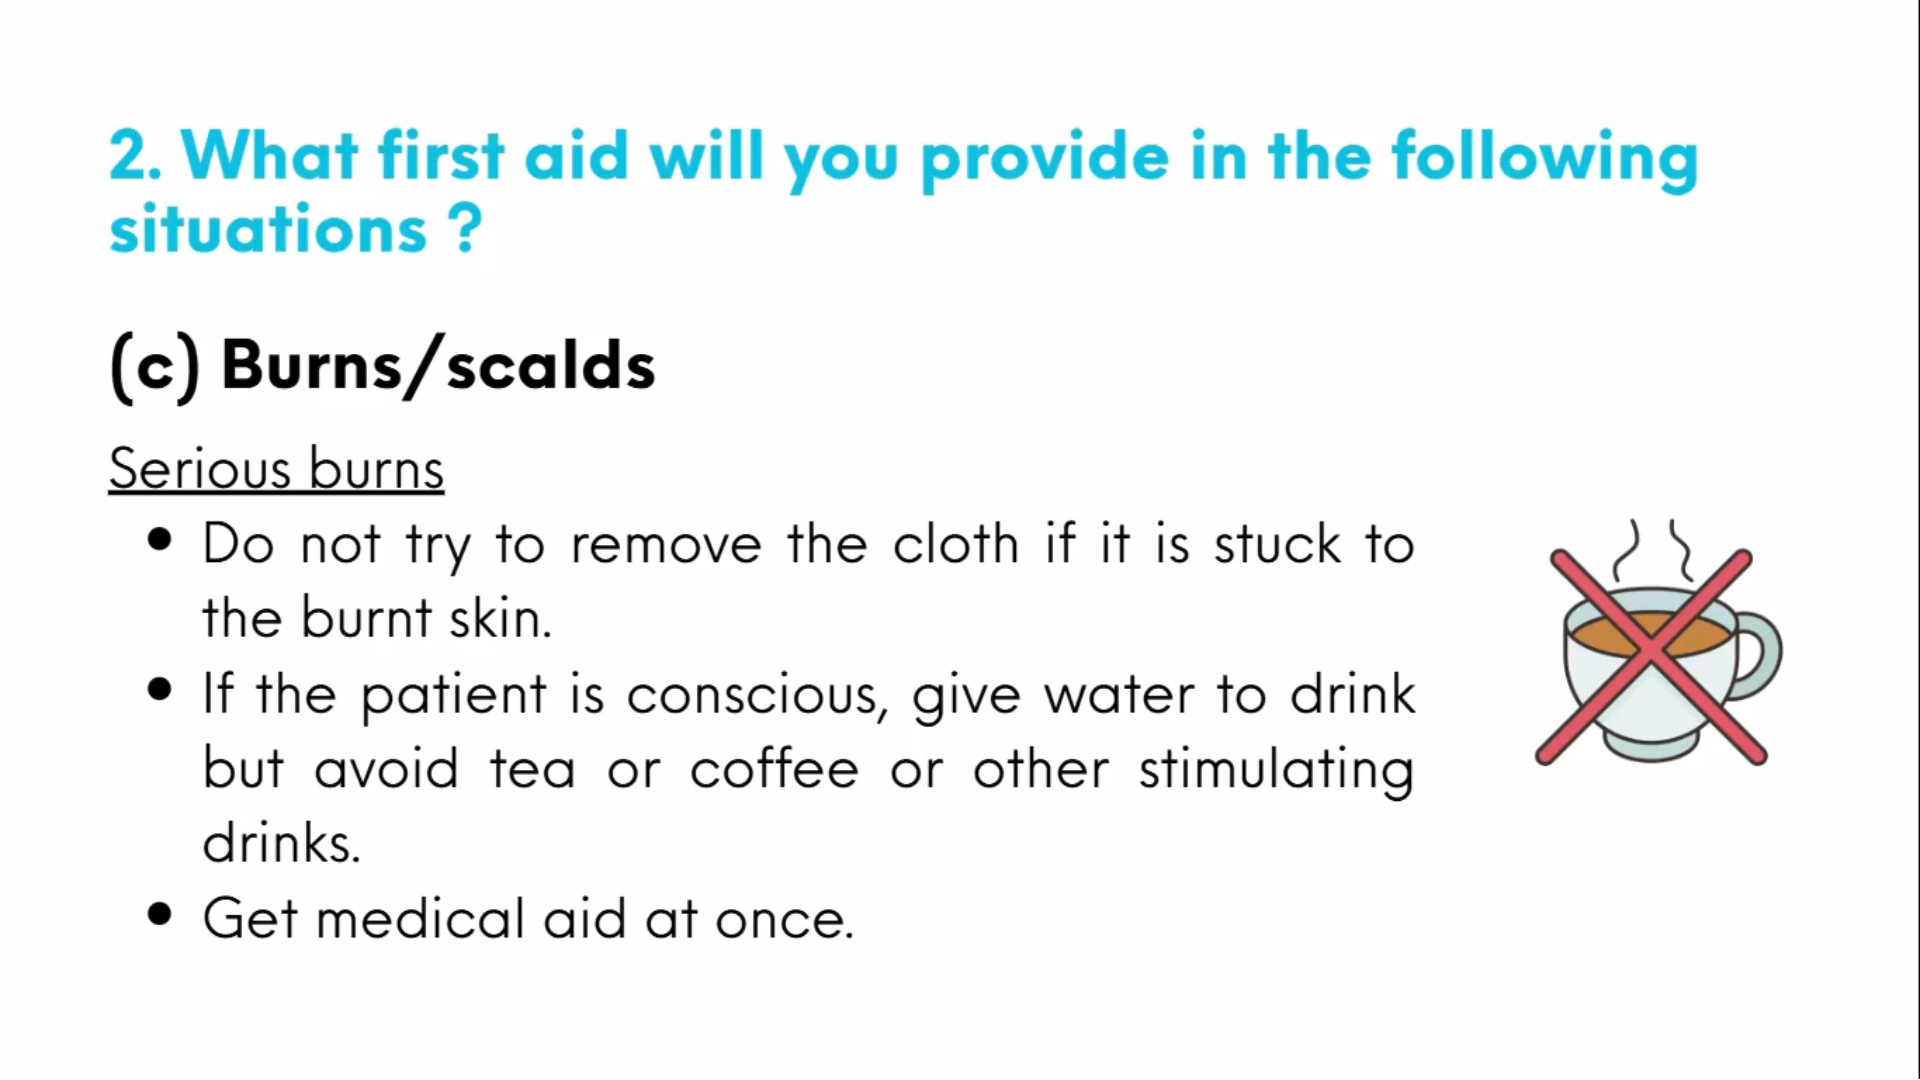 2. What first aid will you provide in the following
situations ?
(c) Burns/scalds
Serious burns
• Do not try to remove the cloth if it is stuck to
the burnt skin.
• If the patient is conscious, give water to drink
but avoid tea or coffee or other stimulating
drinks.
• Get medical aid at once.